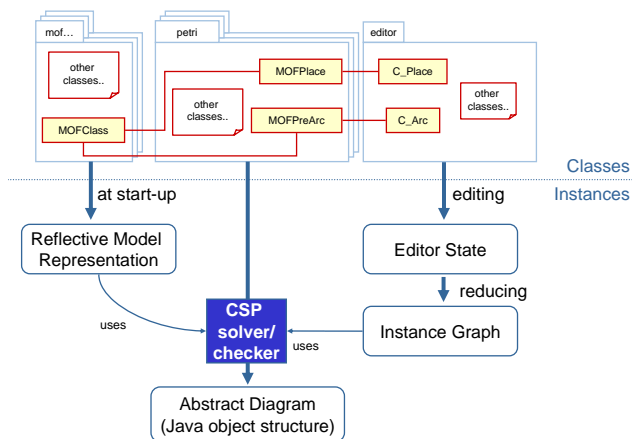 mof...
petri
editor
other
classes..
MOFPlace
C_Place
other
classes..
other
classes..
MOFClass
MOFPreArc
C_Arc
Classes
at start-up
editing
Instances
Reflective Model
Representation
Editor State
reducing
uses
CSP
solver/
checker
uses
Instance Graph
Abstract Diagram
(Java object structure)